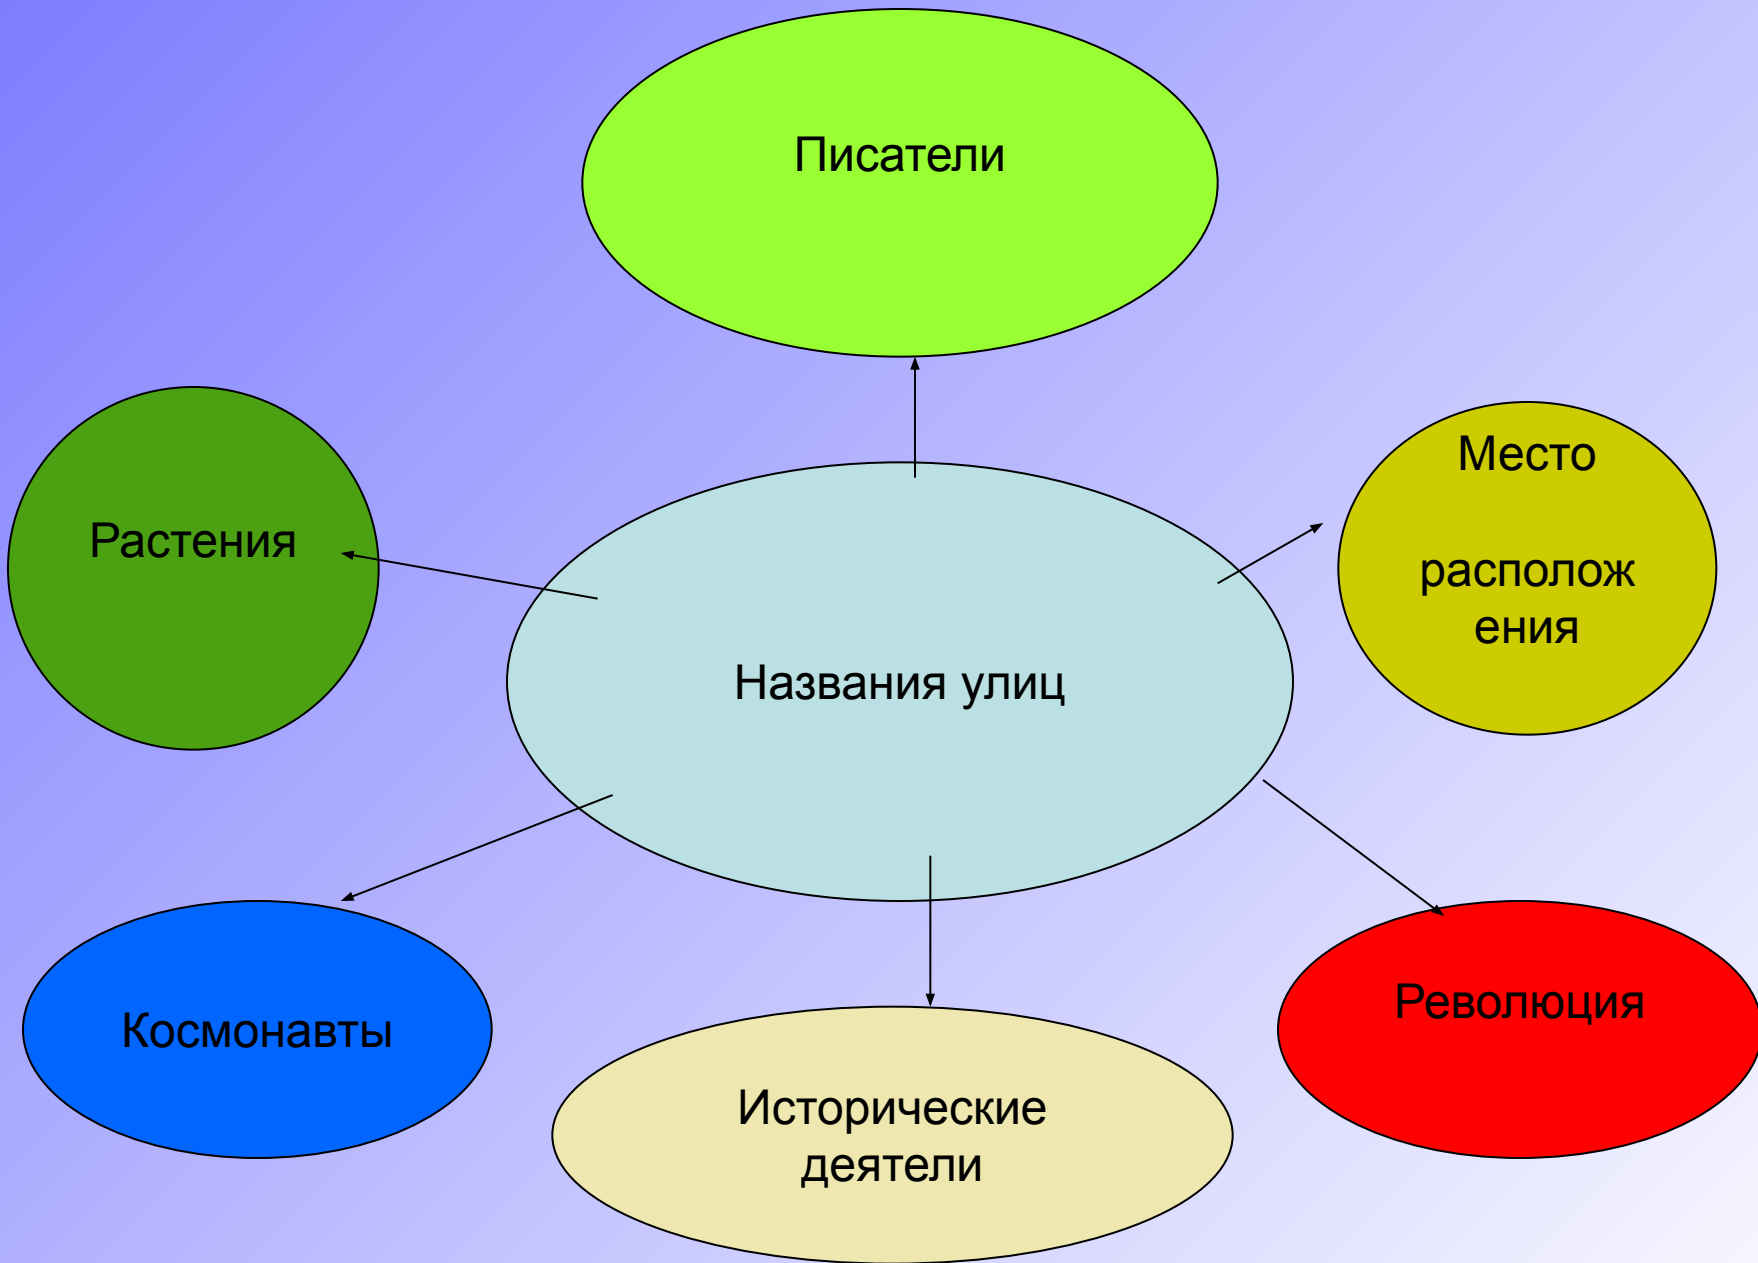 Писатели
Место
располож
ения
Растения
Названия улиц
Революция
Космонавты
Исторические
деятели